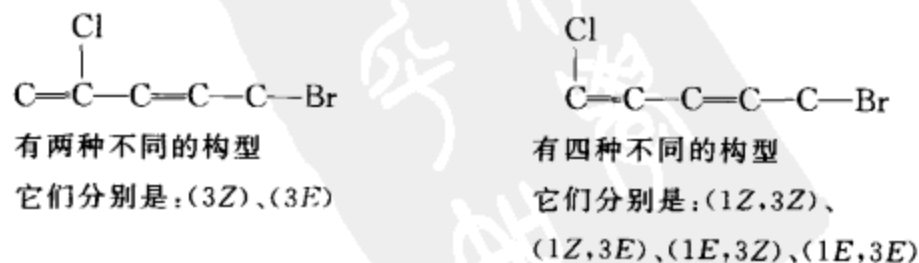 Cl
C=C—C=C—C—Br
有两种不同的构型
它们分别是:(3Z)、(3E)
Cl
C=C—C=C—C—Br
有四种不同的构型
它们分别是:(1Z,3Z)、
(1Z,3E)、(1E,3Z)、(1E,3E)